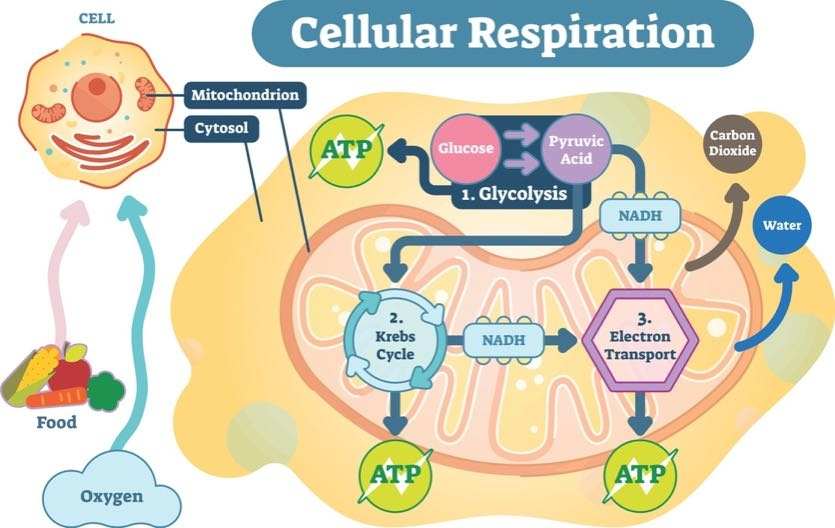 CELL
Cellular Respiration
Mitochondrion
Cytosol
ATP
Glucose
Pyruvic
Acid
1. Glycolysis
Carbon
Dioxide
NADH
Water
2.
Krebs
Cycle
NADH
3.
Electron
Transport
Food
ATP
ATP
Oxygen